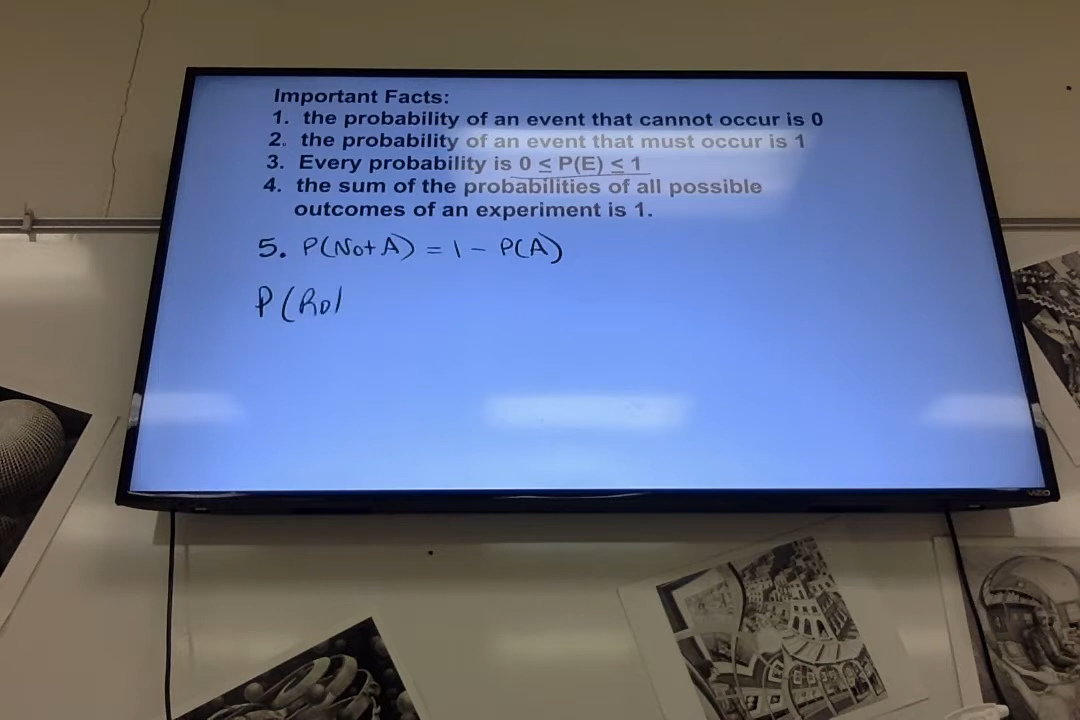 Important Facts:
1. the probability of an event that cannot occur is 0
2. the probability of an event that must occur is 1
3. Every probability is 0 ≤ P(E) ≤ 1
4. the sum of the probabilities of all possible
outcomes of an experiment is 1.
5. P(Not A) = 1 - P(A)
P(Rol
VIZIO